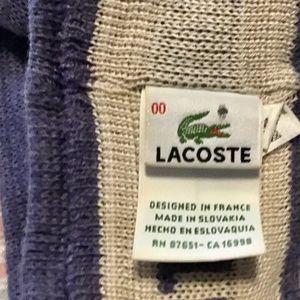 00
LACOSTE
DESIGNED IN FRANCE
MADE IN SLOVAKIA
HECHO EN ESLOVAQUIA
RN 87651-CA 16998